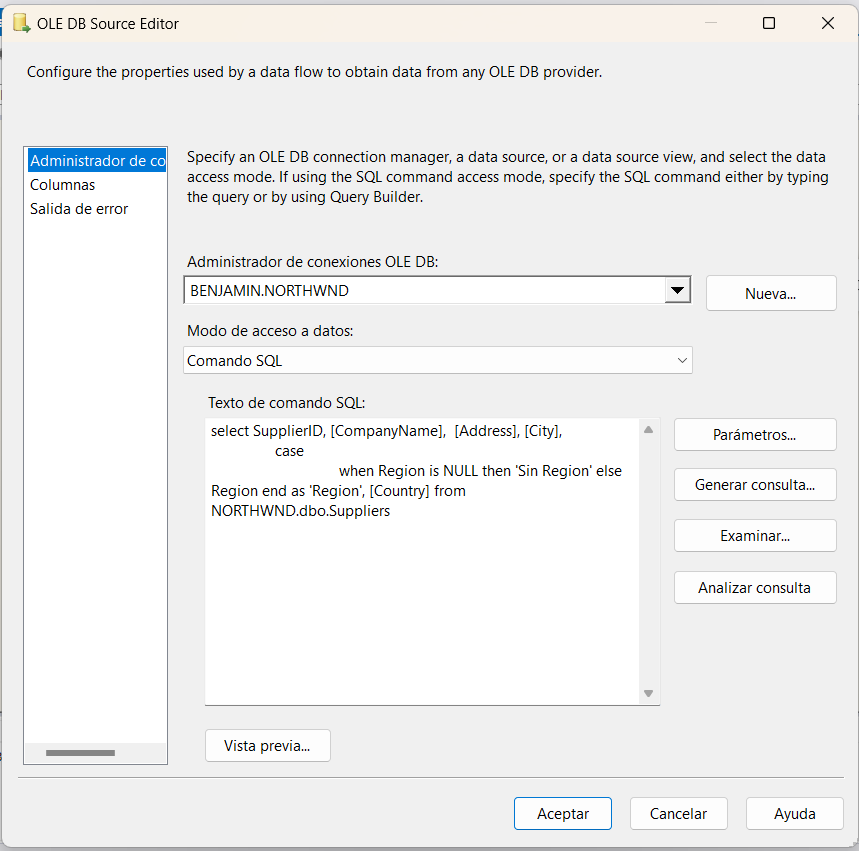 OLE DB Source Editor
Configure the properties used by a data flow to obtain data from any OLE DB provider.
Administrador de co
Columnas
Salida de error
Specify an OLE DB connection manager, a data source, or a data source view, and select the data
access mode. If using the SQL command access mode, specify the SQL command either by typing
the query or by using Query Builder.
Administrador de conexiones OLE DB:
BENJAMIN.NORTHWND
Nueva...
Modo de acceso a datos:
Comando SQL
Texto de comando SQL:
select SupplierID, [CompanyName],  [Address], [City],
case
when Region is NULL then 'Sin Region' else
Region end as 'Region', [Country] from
NORTHWND.dbo.Suppliers
Parámetros...
Generar consulta...
Examinar...
Analizar consulta
Vista previa...
Aceptar
Cancelar
Ayuda